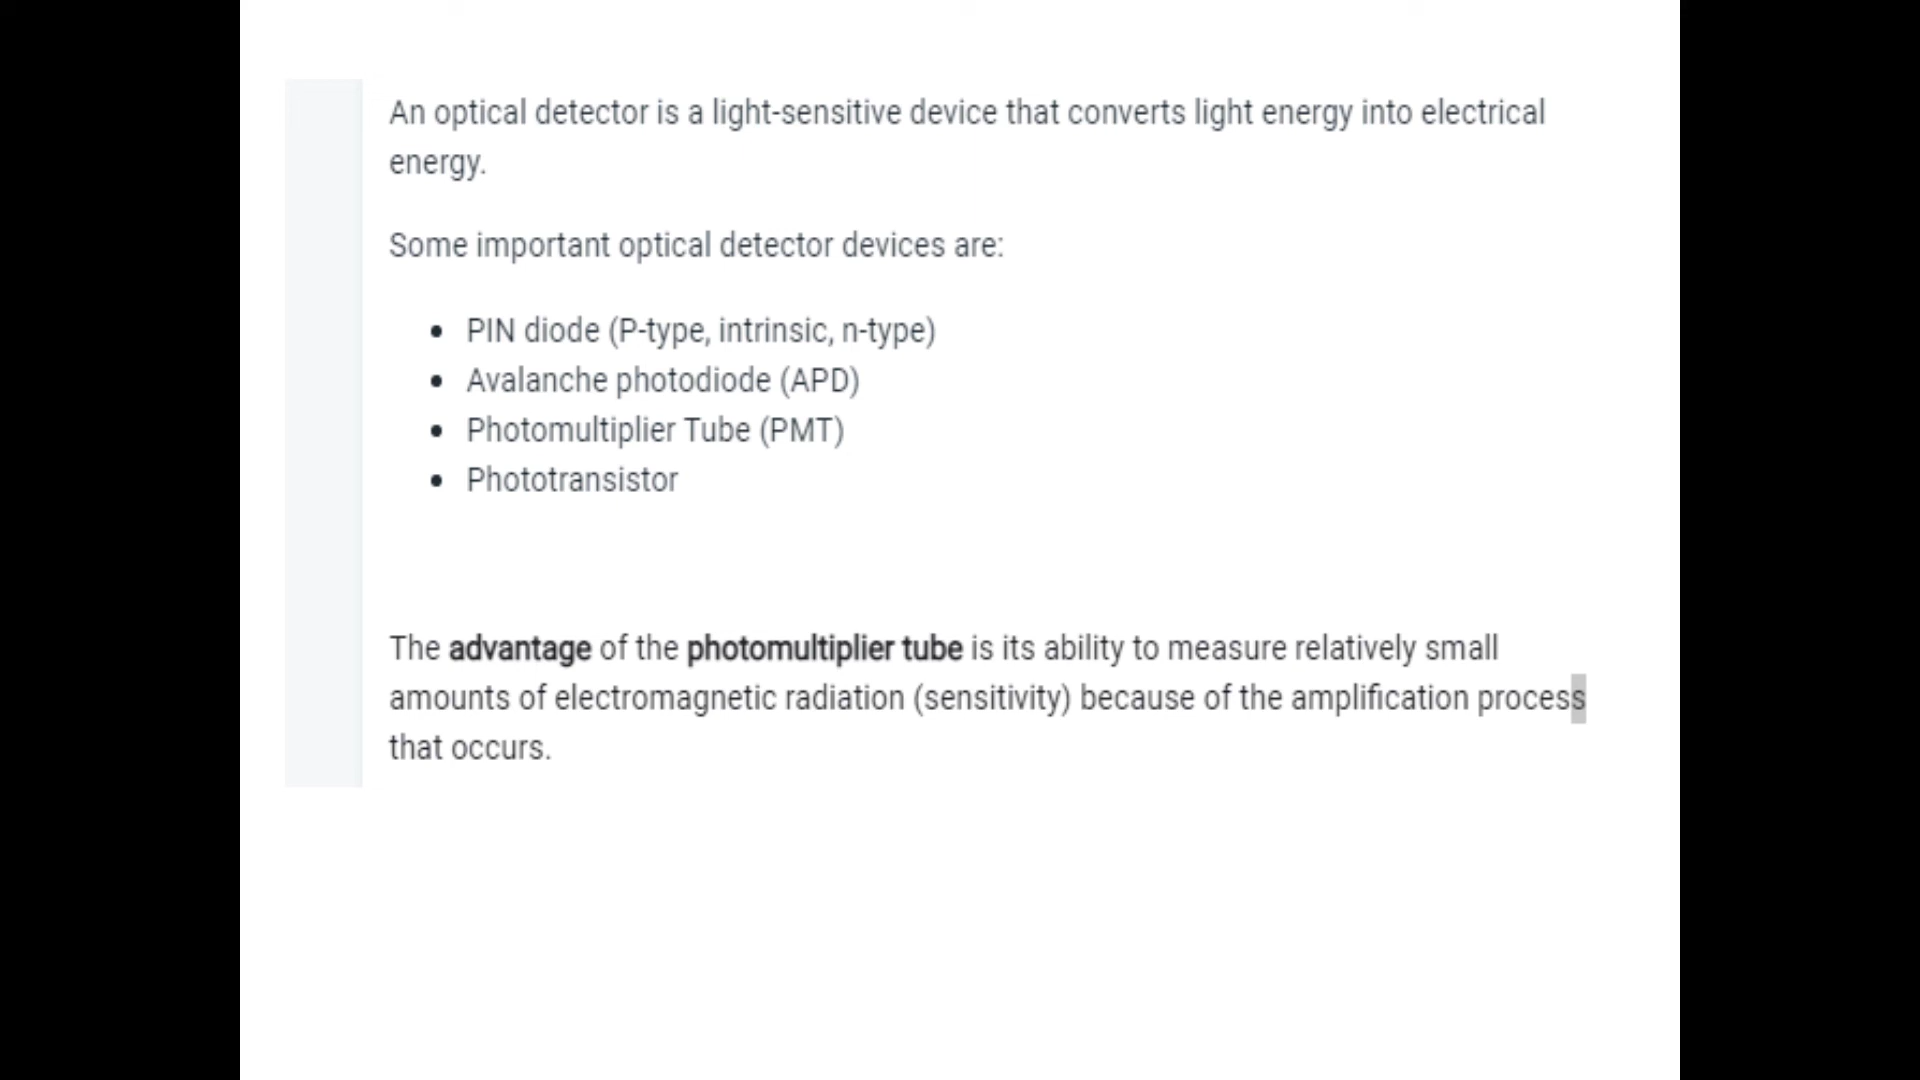 An optical detector is a light-sensitive device that converts light energy into electrical
energy.
Some important optical detector devices are:
• PIN diode (P-type, intrinsic, n-type)
• Avalanche photodiode (APD)
• Photomultiplier Tube (PMT)
• Phototransistor
The advantage of the photomultiplier tube is its ability to measure relatively small
amounts of electromagnetic radiation (sensitivity) because of the amplification process
that occurs.